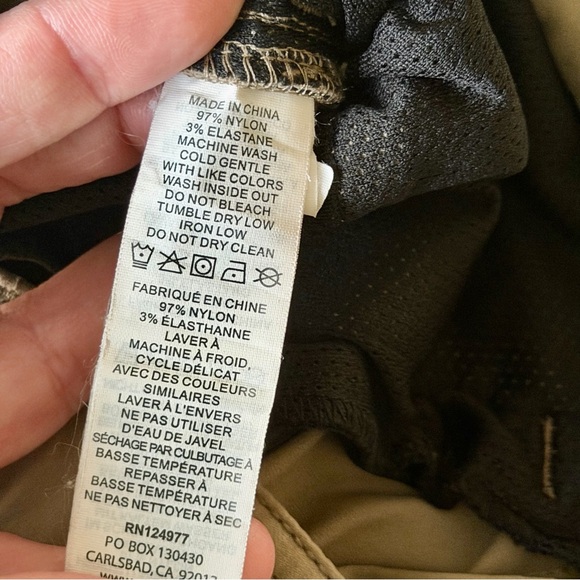 MADE IN CHINA
97% NYLON
3% ELASTANE
MACHINE WASH
COLD GENTLE
WITH LIKE COLORS
WASH INSIDE OUT
DO NOT BLEACH
TUMBLE DRY LOW
IRON LOW
DO NOT DRY CLEAN
FABRIQUÉ EN CHINE
97% NYLON
3% ÉLASTHANNE
LAVER À
MACHINE À FROID,
CYCLE DÉLICAT
AVEC DES COULEURS
SIMILAIRES
LAVER À L'ENVERS
NE PAS UTILISER
D'EAU DE JAVEL
SÉCHAGE PAR CULBUTAGE À
BASSE TEMPÉRATURE
REPASSER À
BASSE TEMPÉRATURE
NE PAS NETTOYER À SEC
RN124977
PO BOX 130430
CARLSBAD, CA